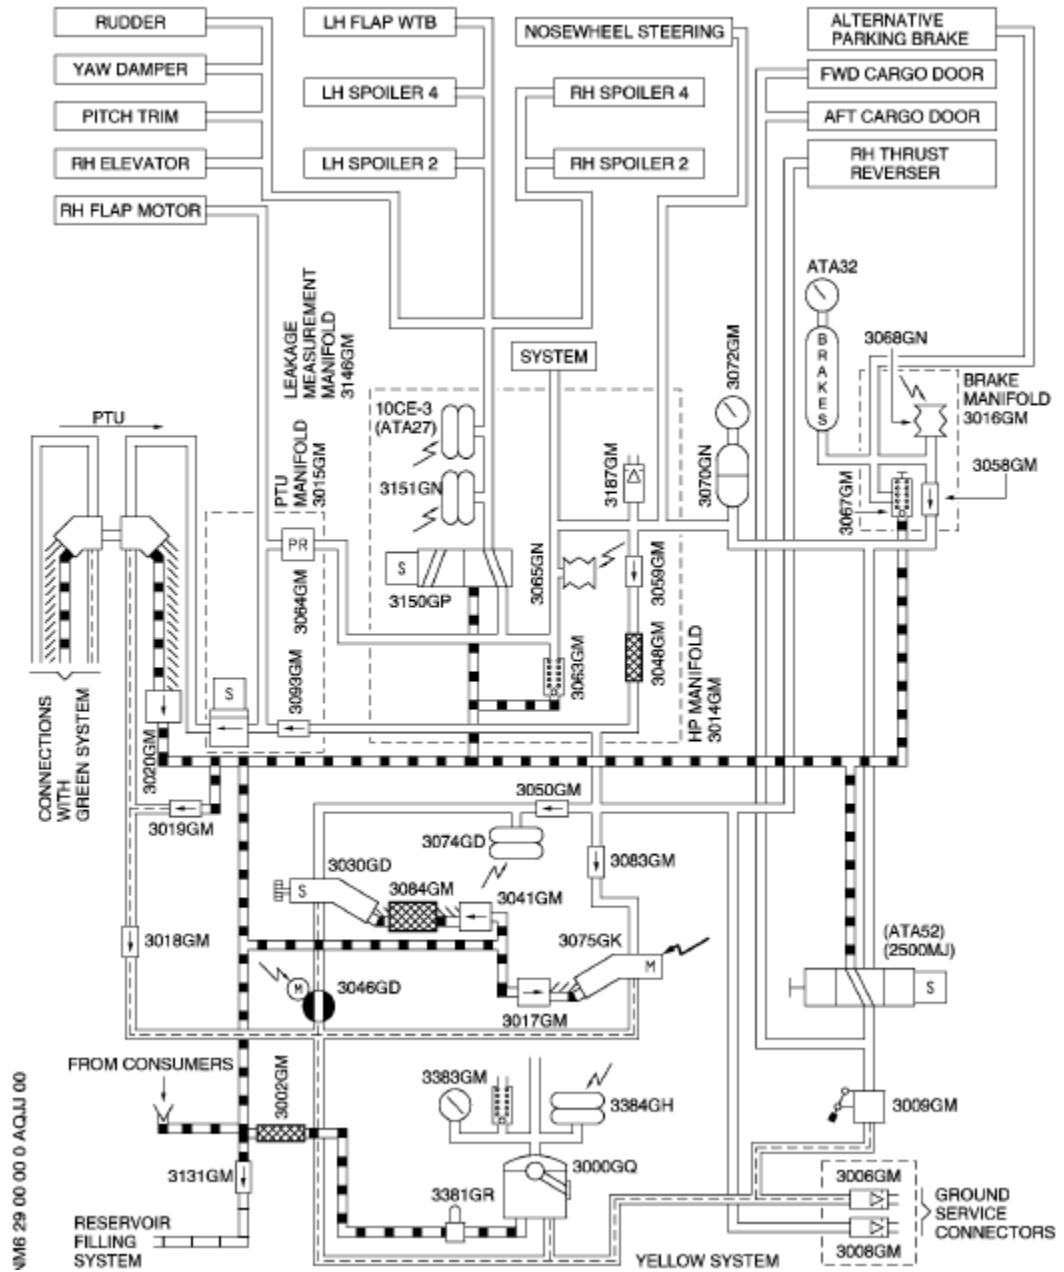 RUDDER
YAW DAMPER
PITCH TRIM
RH ELEVATOR
RH FLAP MOTOR
LH FLAP WTB
LH SPOILER 4
LH SPOILER 2
NOSEWHEEL STEERING
RH SPOILER 4
RH SPOILER 2
ALTERNATIVE
PARKING BRAKE
FWD CARGO DOOR
AFT CARGO DOOR
RH THRUST
REVERSER
ATA32
BRAKES
3068GN
BRAKE
MANIFOLD
3016GM
3058GM
3067GM
3072GM
3070GN
SYSTEM
LEAKAGE
MEASUREMENT
MANIFOLD
3146GM
10CE-3
(ATA27)
3151GN
S
3150GP
3187GM
3065GN
3059GM
3048GM
3063GM
HP MANIFOLD
3014GM
PTU
PTU
MANIFOLD
3015GM
PR
3064GM
3093GM
S
3020GM
CONNECTIONS
WITH
GREEN SYSTEM
3019GM
3018GM
3050GM
3074GD
3083GM
3030GD
S
3084GM
3041GM
3075GK
M
3017GM
M
3046GD
(ATA52)
(2500MJ)
S
FROM CONSUMERS
3002GM
3131GM
RESERVOIR
FILLING
SYSTEM
3383GM
3384GH
3000GQ
3381GR
3009GM
3006GM
3008GM
GROUND
SERVICE
CONNECTORS
YELLOW SYSTEM
NM6 29 00 00 0 AQJJ 00